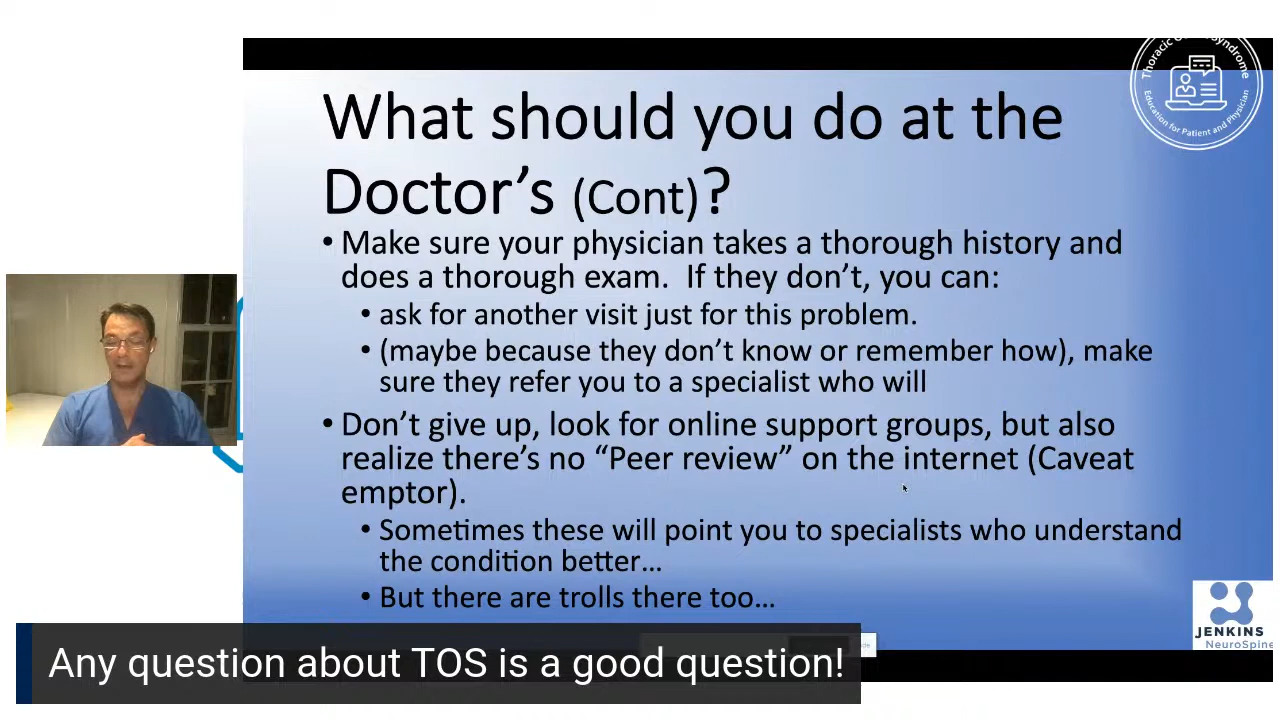 What should you do at the
Doctor's (Cont)?
• Make sure your physician takes a thorough history and
does a thorough exam.  If they don't, you can:
• ask for another visit just for this problem.
• (maybe because they don't know or remember how), make
sure they refer you to a specialist who will
• Don't give up, look for online support groups, but also
realize there's no “Peer review” on the internet (Caveat
emptor).
• Sometimes these will point you to specialists who understand
the condition better…
• But there are trolls there too…
Thoracic Syndrome
Education for Patient and Physician
JENKINS
NeuroSpine
Any question about TOS is a good question!